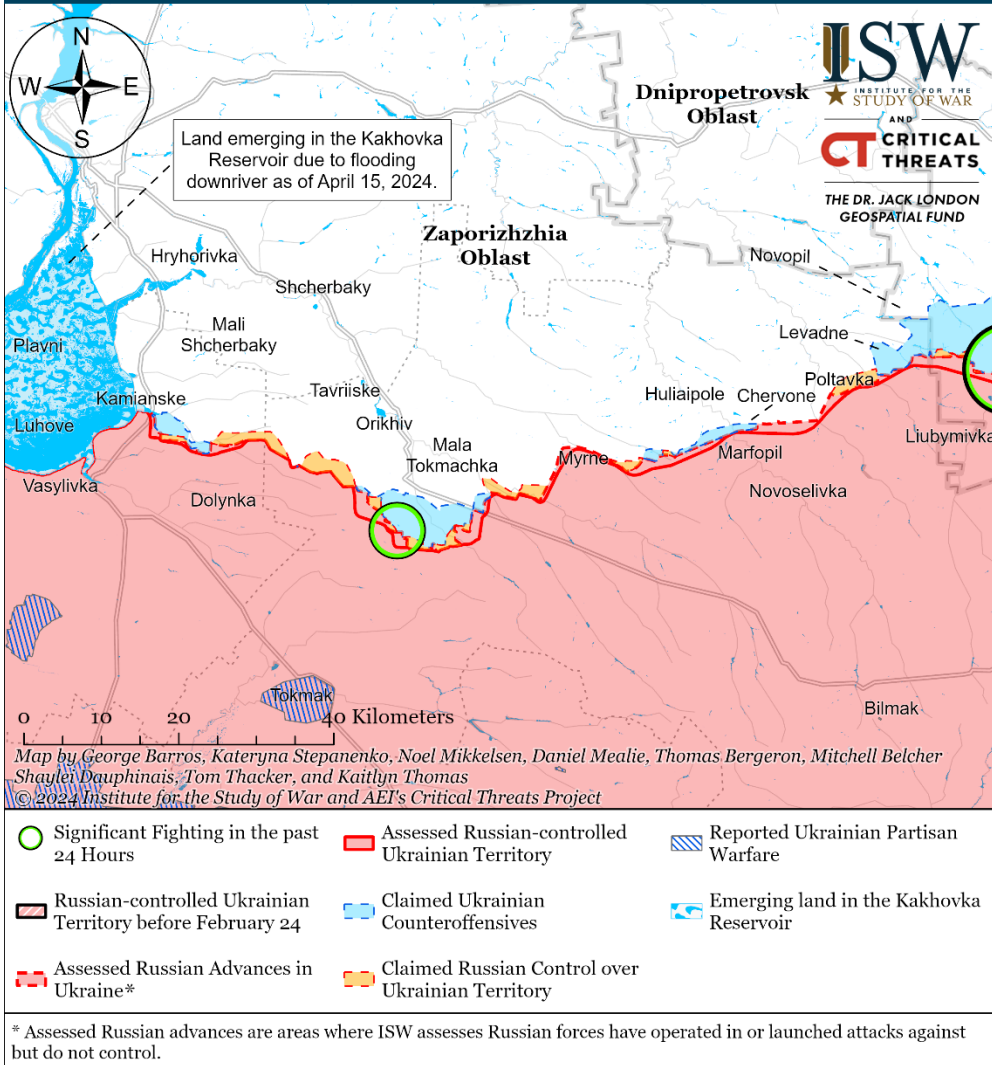 N
W
E
S
ISW
INSTITUTE FOR THE
STUDY OF WAR
AND
CT CRITICAL
THREATS
THE DR. JACK LONDON
GEOSPATIAL FUND
Dnipropetrovsk
Oblast
Land emerging in the Kakhovka
Reservoir due to flooding
downriver as of April 15, 2024.
Zaporizhzhia
Oblast
Hryhorivka
Novopil
Shcherbaky
Mali
Shcherbaky
Levadne
Plavni
Poltavka
Tavriiske
Huliaipole
Chervone
Kamianske
Orikhiv
Luhove
Mala
Tokmachka
Liubymivka
Myrne
Marfopil
Vasylivka
Dolynka
Novoselivka
Tokmak
Bilmak
0 10 20 40 Kilometers
Map by George Barros, Kateryna Stepanenko, Noel Mikkelsen, Daniel Mealie, Thomas Bergeron, Mitchell Belcher
Shaylei Dauphinais, Tom Thacker, and Kaitlyn Thomas
© 2024 Institute for the Study of War and AEI's Critical Threats Project
Significant Fighting in the past
24 Hours
Assessed Russian-controlled
Ukrainian Territory
Reported Ukrainian Partisan
Warfare
Russian-controlled Ukrainian
Territory before February 24
Claimed Ukrainian
Counteroffensives
Emerging land in the Kakhovka
Reservoir
Assessed Russian Advances in
Ukraine*
Claimed Russian Control over
Ukrainian Territory
* Assessed Russian advances are areas where ISW assesses Russian forces have operated in or launched attacks against
but do not control.